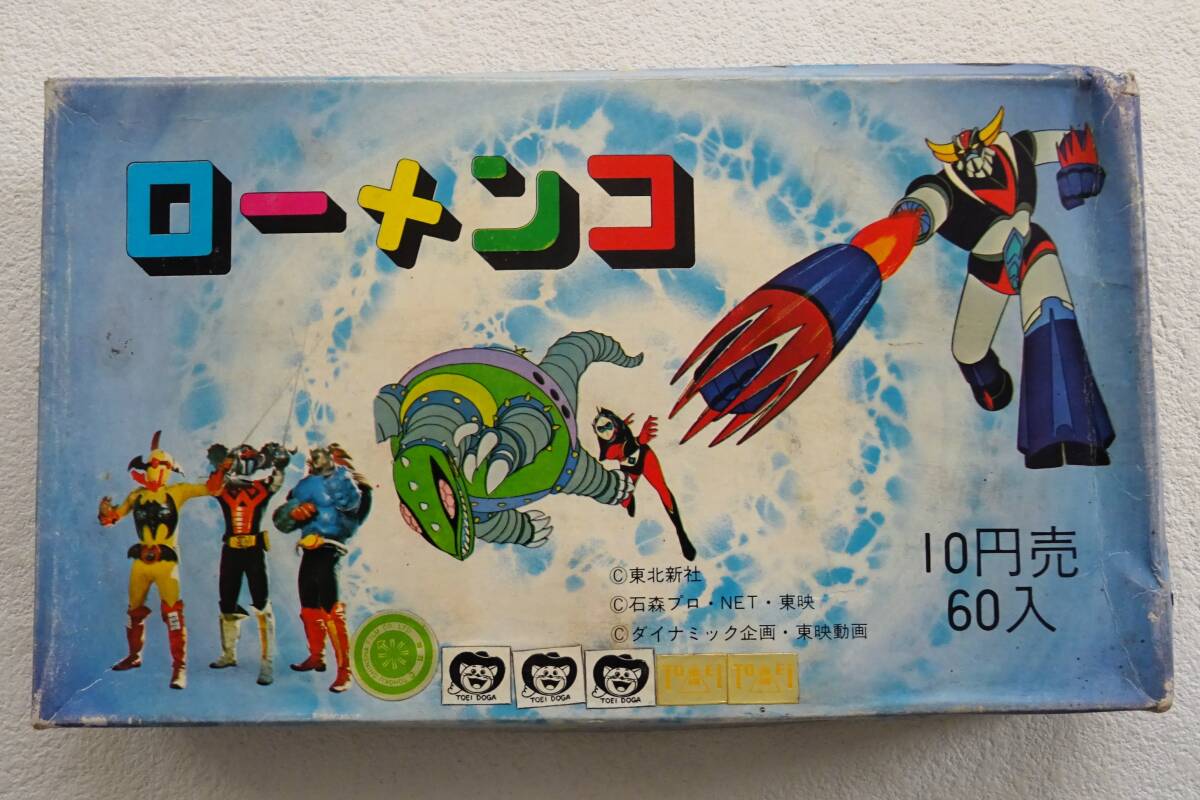 ローメンコ
©東北新社
©石森プロ・NET・東映
©ダイナミック企画・東映動画
10円売
60入
TOEI DOGA
TOEI DOGA
TOEI DOGA